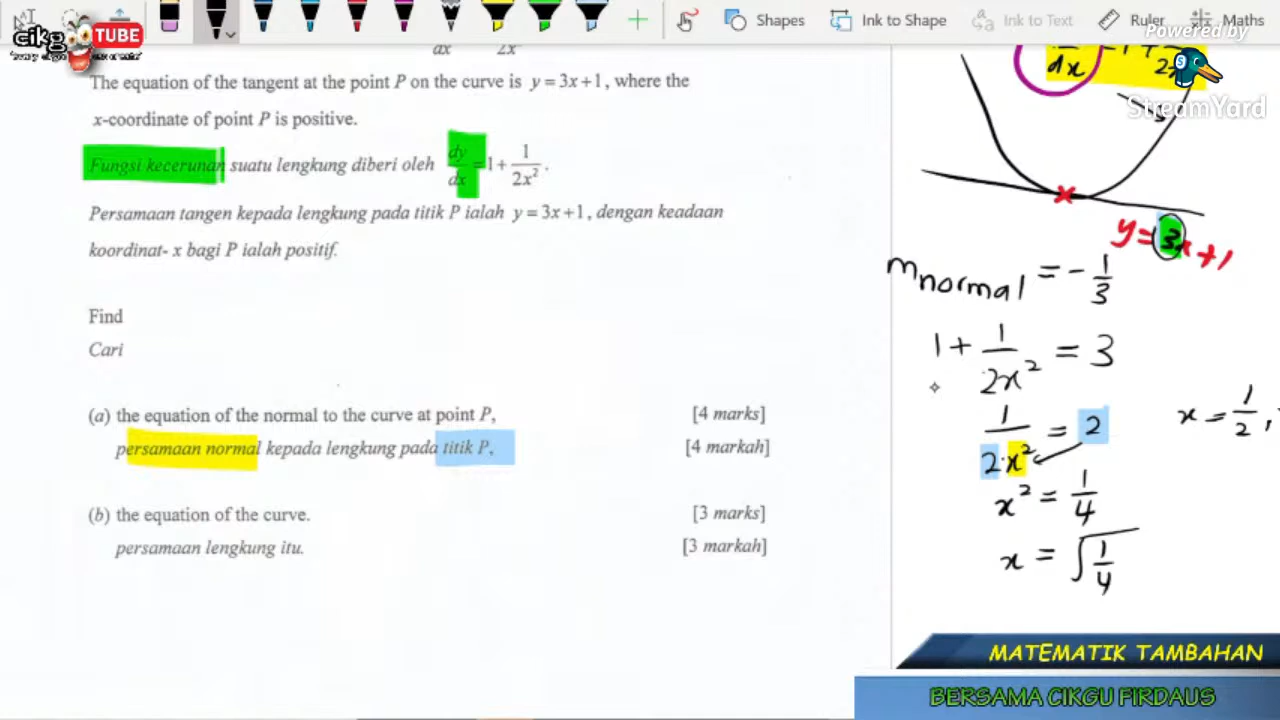 Shapes Ink to Shape Ink to Text Ruler Maths
cikgooTUBE
Powered by
StreamYard
dx 2x
The equation of the tangent at the point P on the curve is y = 3x + 1, where the
x-coordinate of point P is positive.
Fungsi kecerunan suatu lengkung diberi oleh dy/dx = 1 + 1/2x².
Persamaan tangen kepada lengkung pada titik P ialah y = 3x + 1, dengan keadaan
koordinat- x bagi P ialah positif.
Find
Cari
(a) the equation of the normal to the curve at point P, [4 marks]
persamaan normal kepada lengkung pada titik P, [4 markah]
(b) the equation of the curve. [3 marks]
persamaan lengkung itu. [3 markah]
y = 3x + 1
m normal = - 1/3
1 + 1/2x² = 3
1/2·x² = 2
x² = 1/4
x = √1/4
x = 1/2,
MATEMATIK TAMBAHAN
BERSAMA CIKGU FIRDAUS